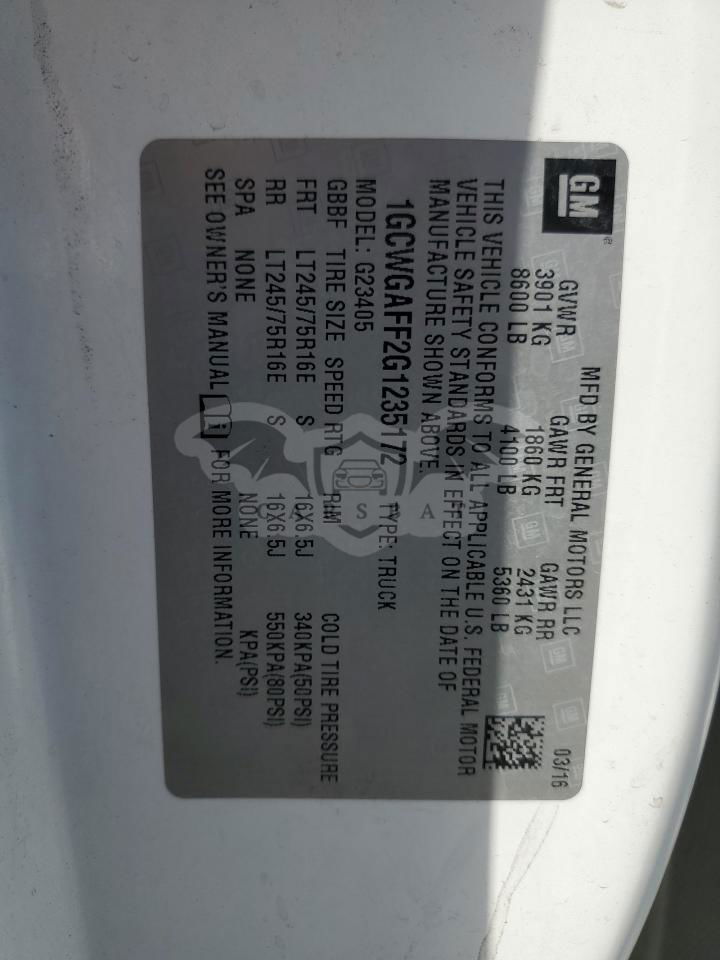 GM
MFD BY GENERAL MOTORS LLC 03/16
GVWR GAWR FRT GAWR RR
3901 KG 1860 KG 2431 KG
8600 LB 4100 LB 5360 LB
THIS VEHICLE CONFORMS TO ALL APPLICABLE U.S. FEDERAL MOTOR
VEHICLE SAFETY STANDARDS IN EFFECT ON THE DATE OF
MANUFACTURE SHOWN ABOVE.
1GCWGAFF2G1235172 TYPE: TRUCK
MODEL: G23405
GBBF TIRE SIZE SPEED RTG RIM COLD TIRE PRESSURE
FRT LT245/75R16E S 16X6.5J 340KPA(50PSI)
RR LT245/75R16E S 16X6.5J 550KPA(80PSI)
SPA NONE NONE KPA(PSI)
SEE OWNER'S MANUAL FOR MORE INFORMATION.